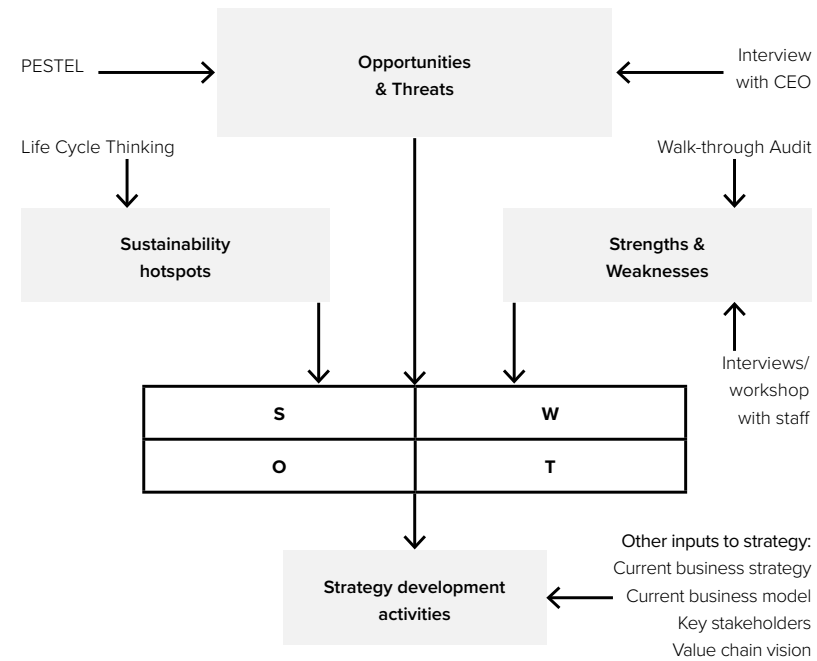 PESTEL
Opportunities
& Threats
Interview
with CEO
Life Cycle Thinking
Walk-through Audit
Sustainability
hotspots
Strengths &
Weaknesses
Interviews/
workshop
with staff
S
W
O
T
Strategy development
activities
Other inputs to strategy:
Current business strategy
Current business model
Key stakeholders
Value chain vision